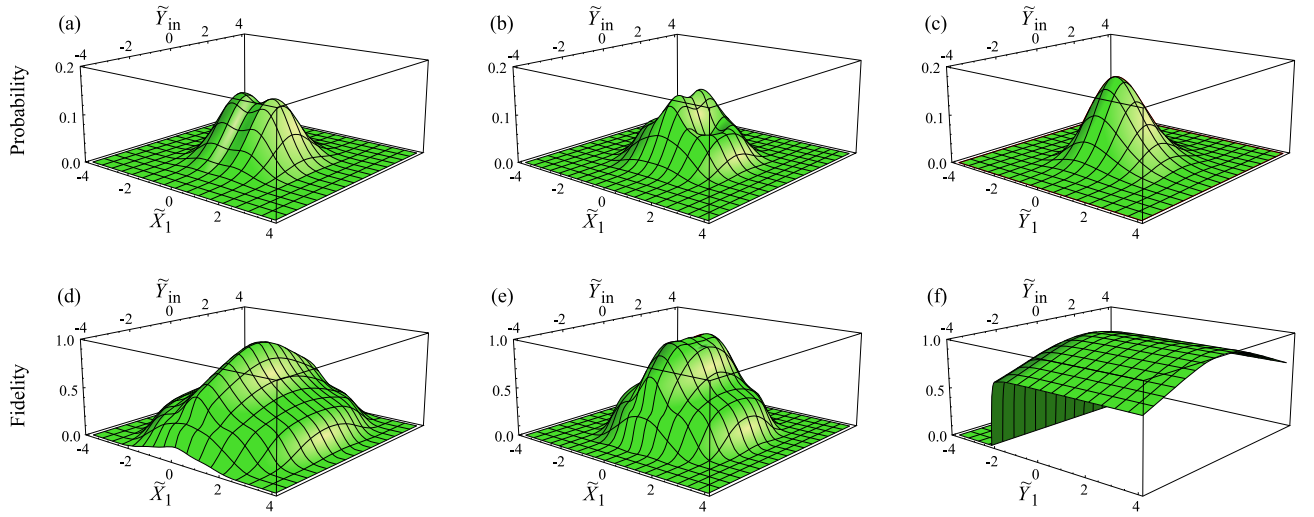 (a) Ỹin (b) Ỹin (c) Ỹin
-4 -2 0 2 4 -4 -2 0 2 4 -4 -2 0 2 4
Probability
0.2 0.2 0.2
0.1 0.1 0.1
0.0 0.0 0.0
-4 -2 0 2 4 -4 -2 0 2 4 -4 -2 0 2 4
X̃1 X̃1 Ỹ1
(d) Ỹin (e) Ỹin (f) Ỹin
-4 -2 0 2 4 -4 -2 0 2 4 -4 -2 0 2 4
Fidelity
1.0 1.0 1.0
0.5 0.5 0.5
0.0 0.0 0.0
-4 -2 0 2 4 -4 -2 0 2 4 -4 -2 0 2 4
X̃1 X̃1 Ỹ1